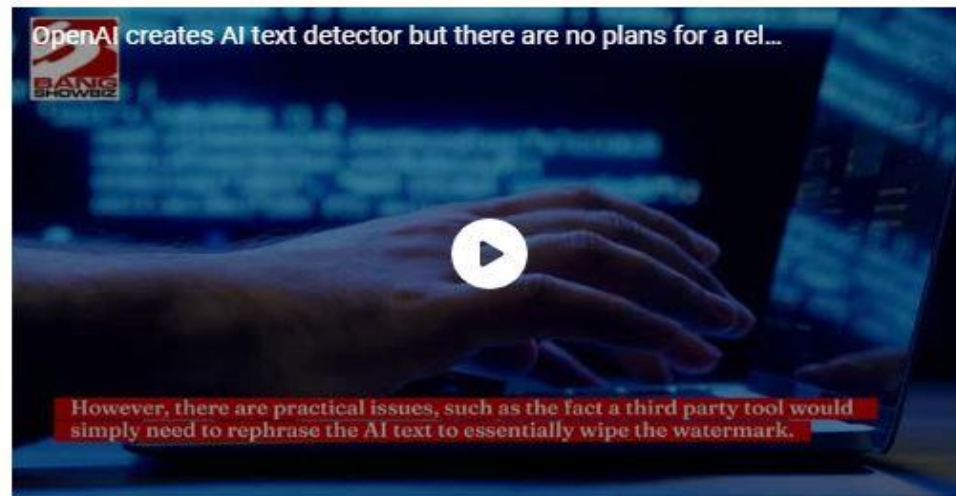 OpenAI creates AI text detector but there are no plans for a rel...
BANG
SHOWBIZ
However, there are practical issues, such as the fact a third party tool would
simply need to rephrase the AI text to essentially wipe the watermark.